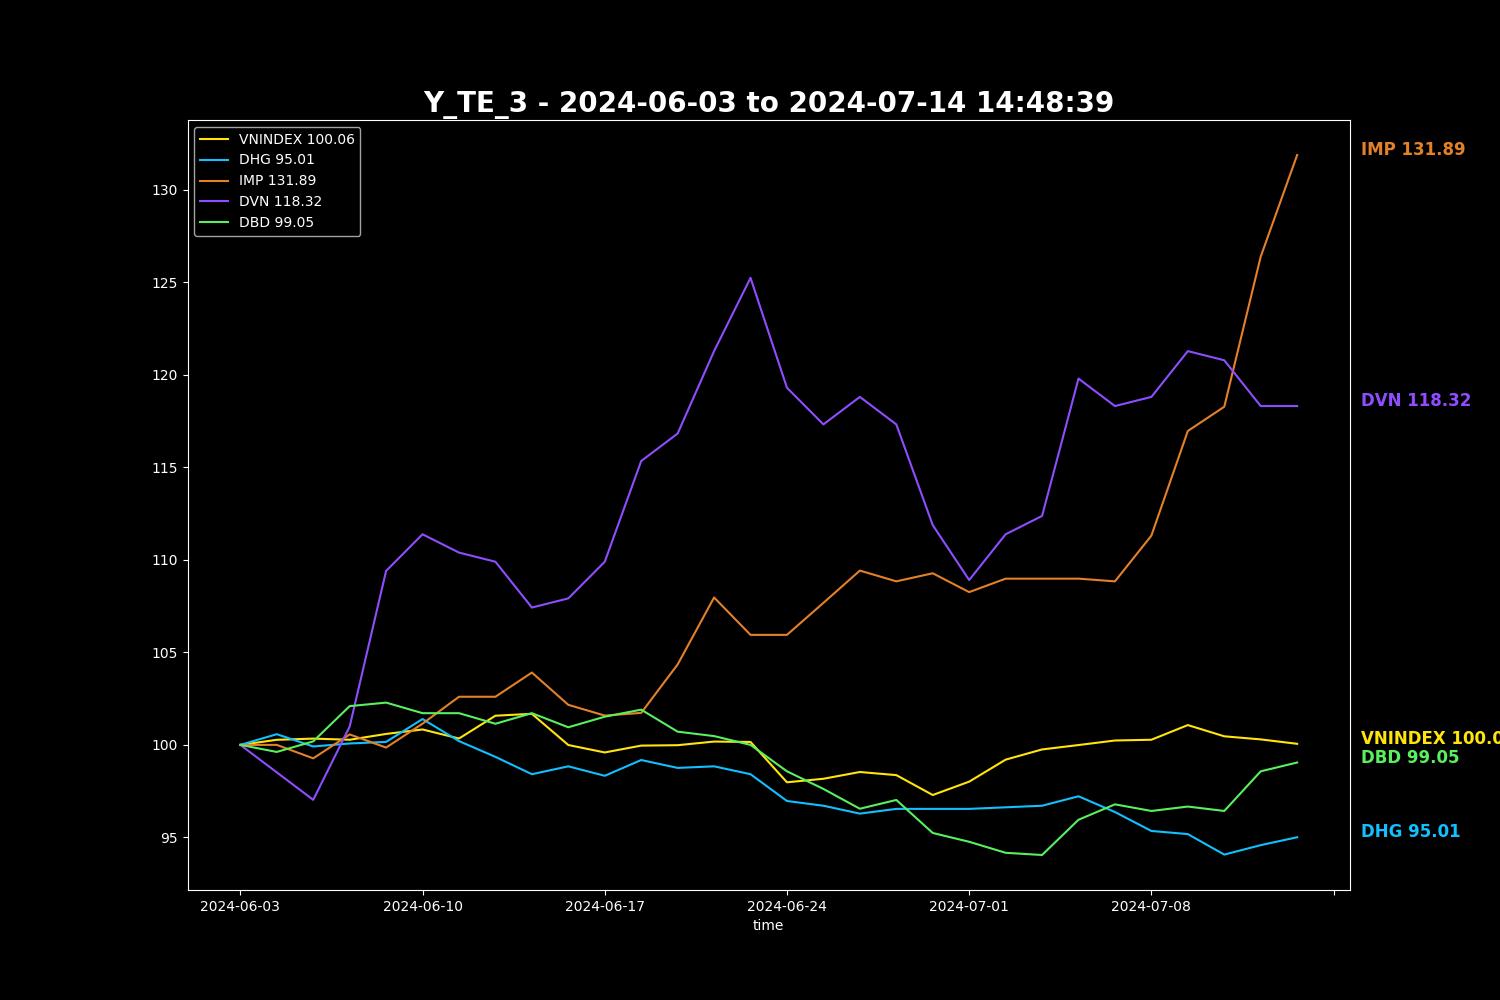 Y_TE_3 - 2024-06-03 to 2024-07-14 14:48:39
VNINDEX 100.06
DHG 95.01
IMP 131.89
DVN 118.32
DBD 99.05
130
125
120
115
110
105
100
95
IMP 131.89
DVN 118.32
VNINDEX 100.0
DBD 99.05
DHG 95.01
2024-06-03 2024-06-10 2024-06-17 2024-06-24 2024-07-01 2024-07-08
time